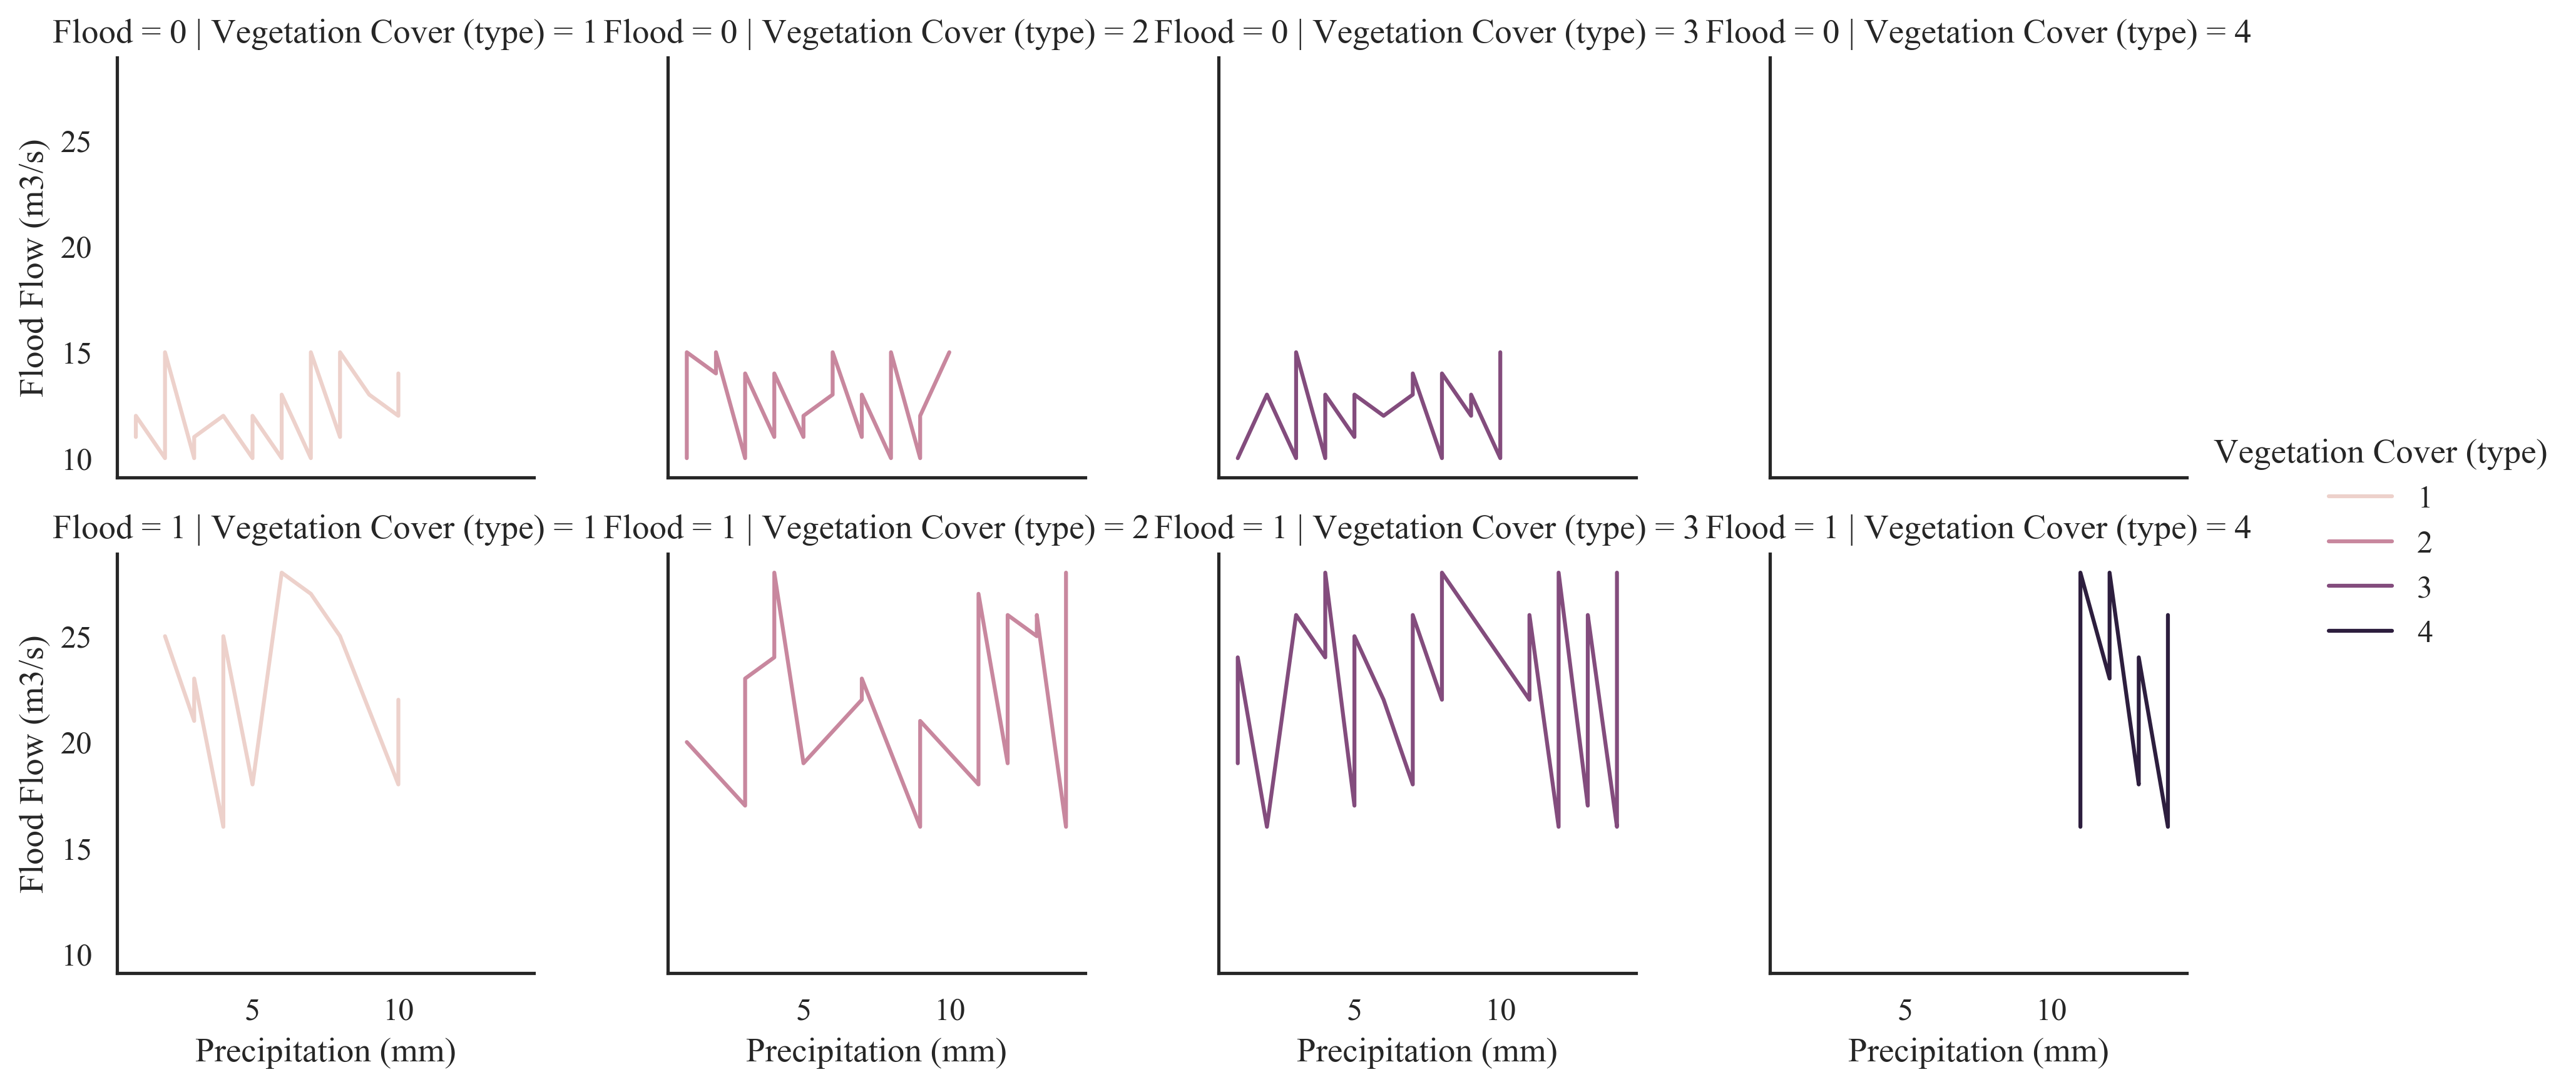 Flood = 0 | Vegetation Cover (type) = 1
Flood = 0 | Vegetation Cover (type) = 2
Flood = 0 | Vegetation Cover (type) = 3
Flood = 0 | Vegetation Cover (type) = 4
Flood Flow (m3/s)
25
20
15
10
Flood = 1 | Vegetation Cover (type) = 1
Flood = 1 | Vegetation Cover (type) = 2
Flood = 1 | Vegetation Cover (type) = 3
Flood = 1 | Vegetation Cover (type) = 4
Flood Flow (m3/s)
25
20
15
10
5 10
Precipitation (mm)
5 10
Precipitation (mm)
5 10
Precipitation (mm)
5 10
Precipitation (mm)
Vegetation Cover (type)
1
2
3
4